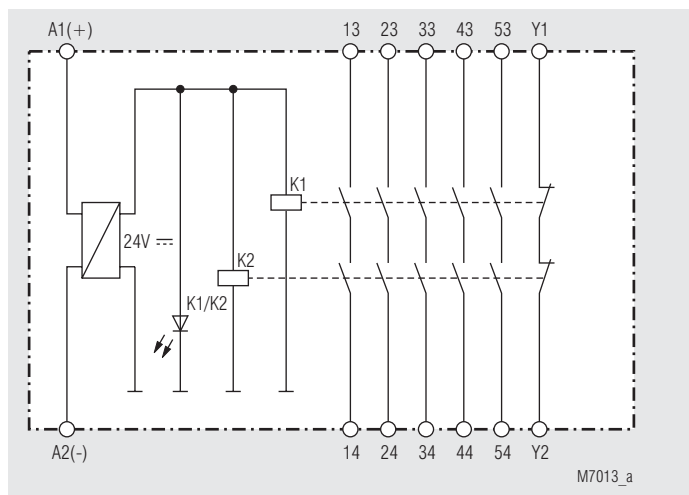 A1(+) 13 23 33 43 53 Y1
K1
24V
K2
K1/K2
A2(-) 14 24 34 44 54 Y2
M7013_a